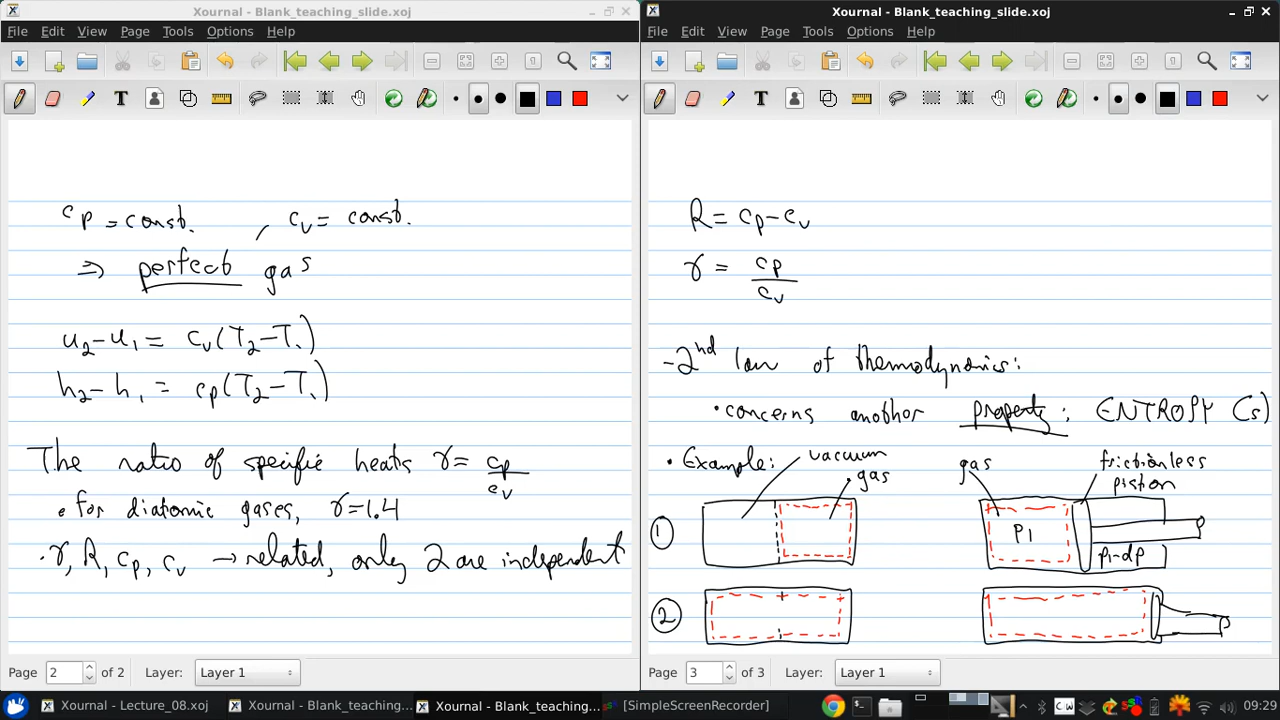 Xournal - Blank_teaching_slide.xoj
File Edit View Page Tools Options Help
cp = const. , cv = const.
⇒ perfect gas
u2 - u1 = cv(T2 - T1)
h2 - h1 = cp(T2 - T1)
The ratio of specific heats γ = cp/cv
• for diatomic gases, γ = 1.4
• γ, R, cp, cv → related, only 2 are independent
Page 2 of 2 Layer: Layer 1
Xournal - Blank_teaching_slide.xoj
File Edit View Page Tools Options Help
R = cp - cv
γ = cp/cv
- 2nd law of thermodynamics:
• concerns another property: ENTROPY (s)
• Example:
vacuum
gas
gas
frictionless
piston
1
P1
p1-dp
2
Page 3 of 3 Layer: Layer 1
Xournal - Lecture_08.xoj
Xournal - Blank_teaching...
Xournal - Blank_teaching...
[SimpleScreenRecorder]
09:29